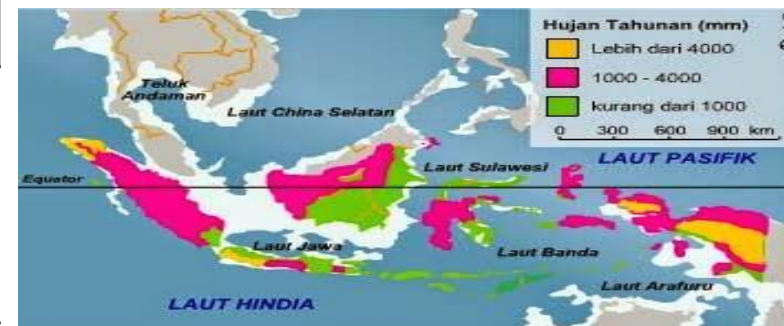 Hujan Tahunan (mm)
Lebih dari 4000
1000 - 4000
kurang dari 1000
0 300 600 900 km
Teluk
Andaman
Laut China Selatan
Laut Sulawesi
LAUT PASIFIK
Equator
Laut Jawa
Laut Banda
Laut Arafuru
LAUT HINDIA